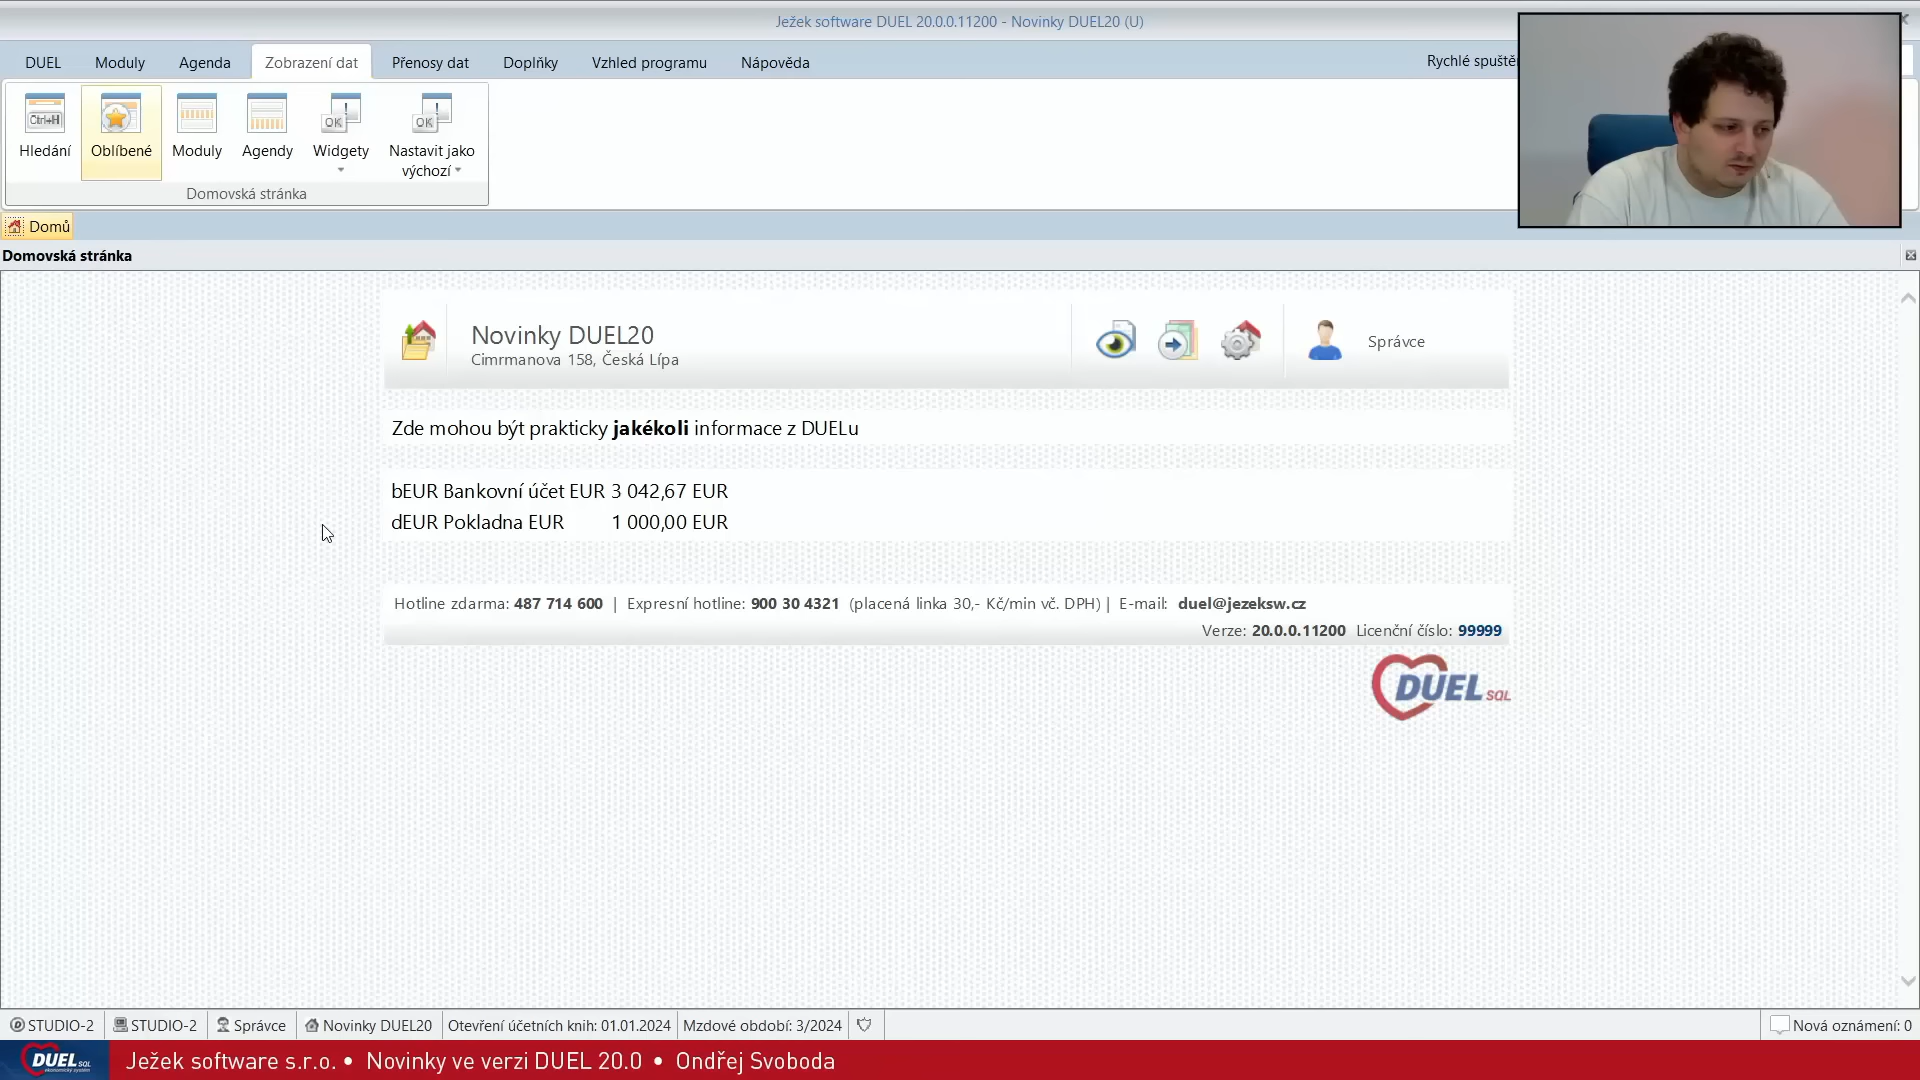 Ježek software DUEL 20.0.0.11200 - Novinky DUEL20 (U)
DUEL Moduly Agenda Zobrazení dat Přenosy dat Doplňky Vzhled programu Nápověda Rychlé
Ctrl+H OK OK
Hledání Oblíbené Moduly Agendy Widgety Nastavit jako
výchozí
Domovská stránka
Domů
Domovská stránka
Novinky DUEL20
Cimrmanova 158, Česká Lípa
Správce
Zde mohou být prakticky jakékoli informace z DUELu
bEUR Bankovní účet EUR 3 042,67 EUR
dEUR Pokladna EUR 1 000,00 EUR
Hotline zdarma: 487 714 600 | Expresní hotline: 900 30 4321 (placená linka 30,- Kč/min vč. DPH) | E-mail: duel@jezeksw.cz
Verze: 20.0.0.11200 Licenční číslo: 99999
DUEL SQL
STUDIO-2 STUDIO-2 Správce Novinky DUEL20 Otevření účetních knih: 01.01.2024 Mzdové období: 3/2024 Nová oznámení: 0
DUEL SQL
Ježek software s.r.o. • Novinky ve verzi DUEL 20.0 • Ondřej Svoboda